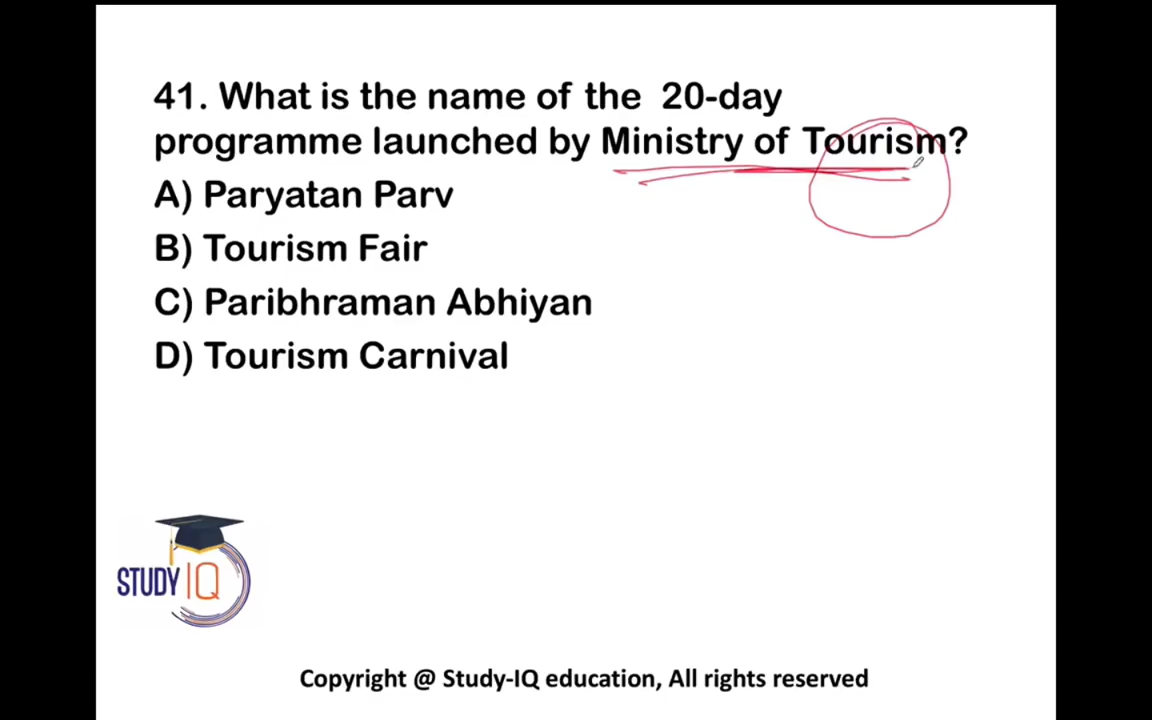 41. What is the name of the 20-day
programme launched by Ministry of Tourism?
A) Paryatan Parv
B) Tourism Fair
C) Paribhraman Abhiyan
D) Tourism Carnival
STUDY IQ
Copyright @ Study-IQ education, All rights reserved